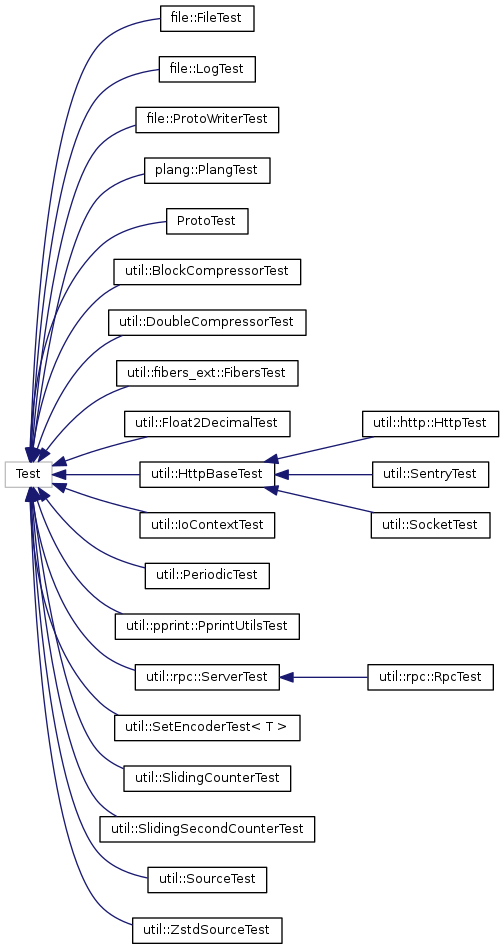 file::FileTest
file::LogTest
file::ProtoWriterTest
plang::PlangTest
ProtoTest
util::BlockCompressorTest
util::DoubleCompressorTest
util::fibers_ext::FibersTest
util::Float2DecimalTest
util::http::HttpTest
Test
util::HttpBaseTest
util::SentryTest
util::IoContextTest
util::SocketTest
util::PeriodicTest
util::pprint::PprintUtilsTest
util::rpc::ServerTest
util::rpc::RpcTest
util::SetEncoderTest< T >
util::SlidingCounterTest
util::SlidingSecondCounterTest
util::SourceTest
util::ZstdSourceTest